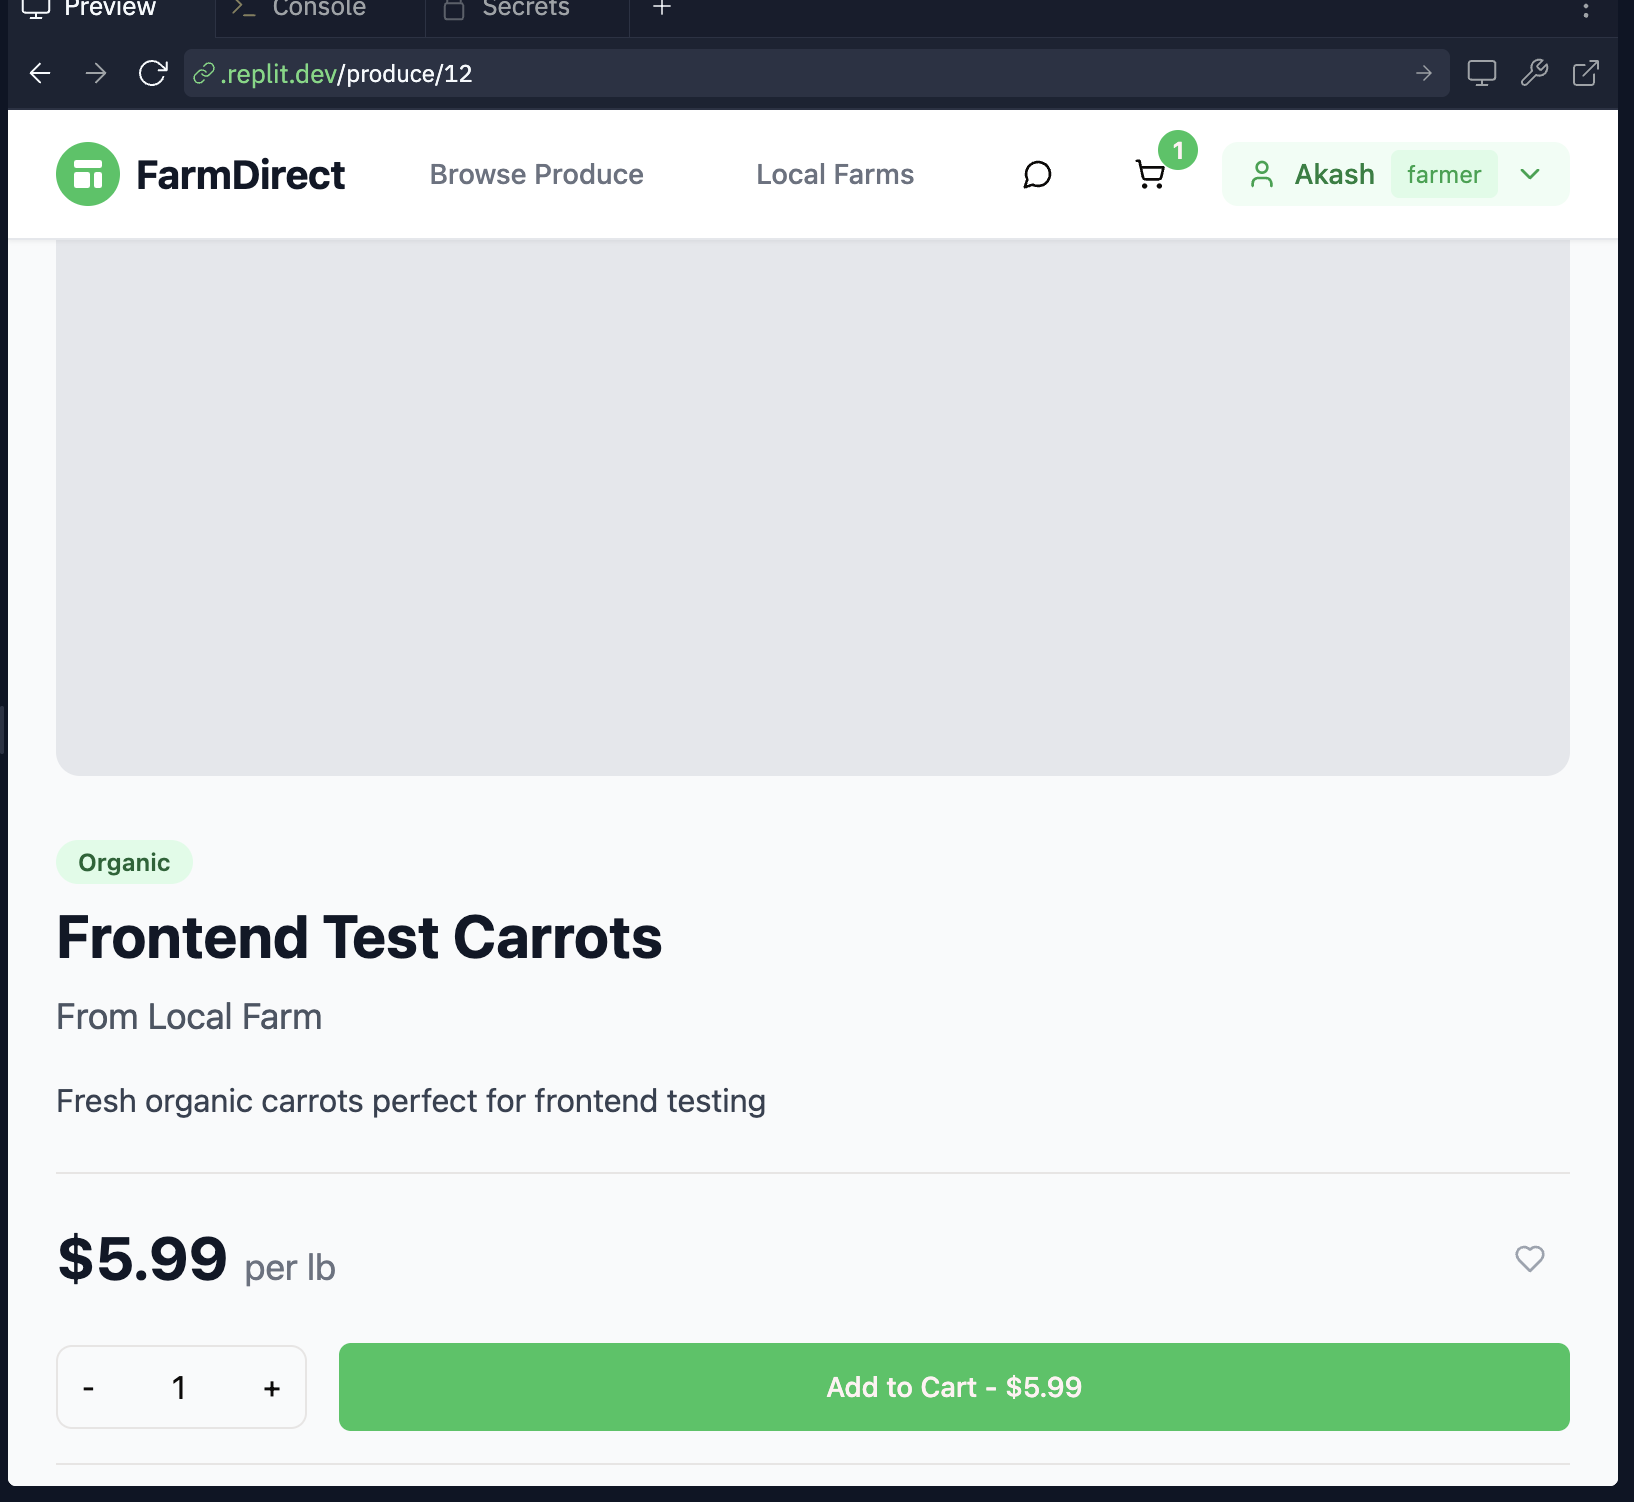 Preview Console Secrets +
.replit.dev/produce/12
FarmDirect Browse Produce Local Farms 1 Akash farmer
Organic
Frontend Test Carrots
From Local Farm
Fresh organic carrots perfect for frontend testing
$5.99 per lb
- 1 + Add to Cart - $5.99